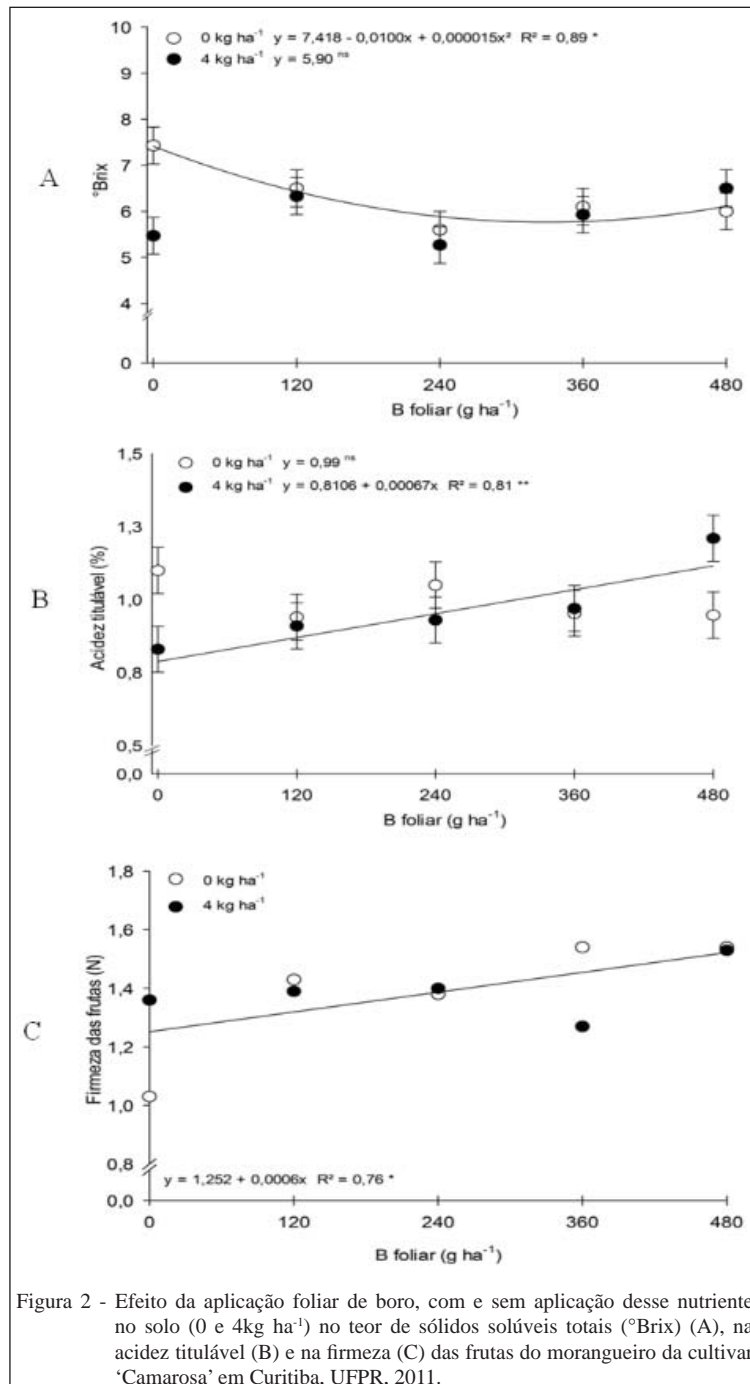 ○ 0 kg ha⁻¹ y = 7,418 - 0,0100x + 0,000015x² R² = 0,89 *
● 4 kg ha⁻¹ y = 5,90 ⁿˢ
10
9
8
7
6
5
4
0
°Brix
A
0 120 240 360 480
B foliar (g ha⁻¹)
○ 0 kg ha⁻¹ y = 0,99 ⁿˢ
● 4 kg ha⁻¹ y = 0,8106 + 0,00067x R² = 0,81 **
1,5
1,3
1,0
0,8
0,5
0,0
Acidez titulável (%)
B
0 120 240 360 480
B foliar (g ha⁻¹)
○ 0 kg ha⁻¹
● 4 kg ha⁻¹
1,8
1,6
1,4
1,2
1,0
0,8
0,0
Firmeza das frutas (N)
C
y = 1,252 + 0,0006x R² = 0,76 *
0 120 240 360 480
B foliar (g ha⁻¹)
Figura 2 - Efeito da aplicação foliar de boro, com e sem aplicação desse nutriente
no solo (0 e 4kg ha⁻¹) no teor de sólidos solúveis totais (°Brix) (A), na
acidez titulável (B) e na firmeza (C) das frutas do morangueiro da cultivar
‘Camarosa’ em Curitiba, UFPR, 2011.